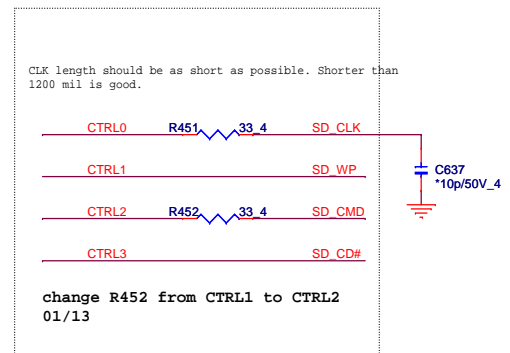 CLK length should be as short as possible. Shorter than
1200 mil is good.
CTRL0 R451 33_4 SD_CLK
CTRL1 SD_WP
C637
*10p/50V_4
CTRL2 R452 33_4 SD_CMD
CTRL3 SD_CD#
change R452 from CTRL1 to CTRL2
01/13